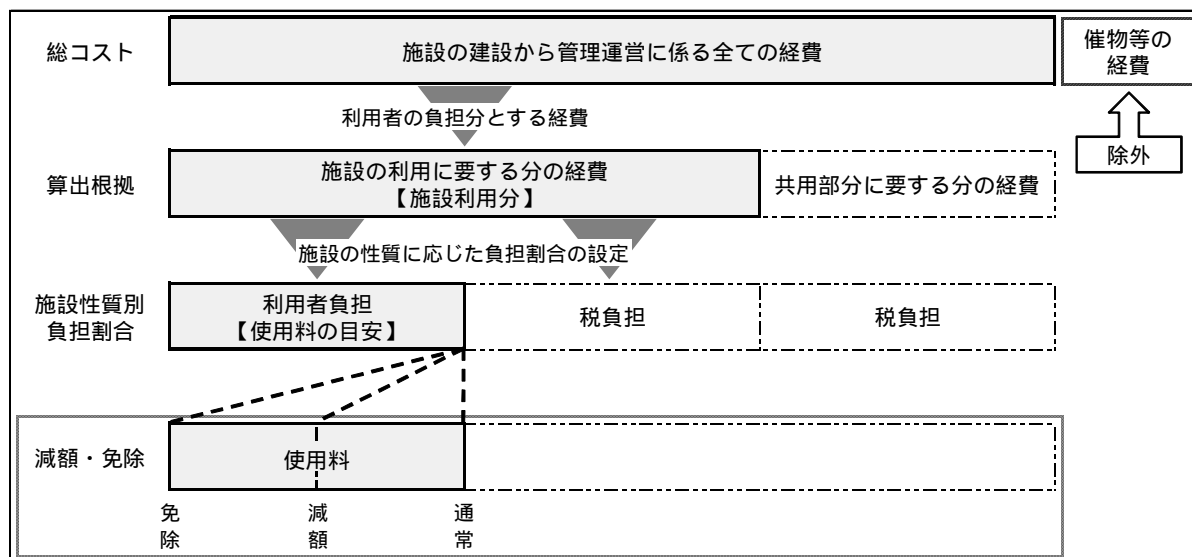 総コスト
施設の建設から管理運営に係る全ての経費
催物等の
経費
利用者の負担分とする経費
除外
算出根拠
施設の利用に要する分の経費
【施設利用分】
共用部分に要する分の経費
施設の性質に応じた負担割合の設定
施設性質別
負担割合
利用者負担
【使用料の目安】
税負担
税負担
減額・免除
使用料
免除
減額
通常